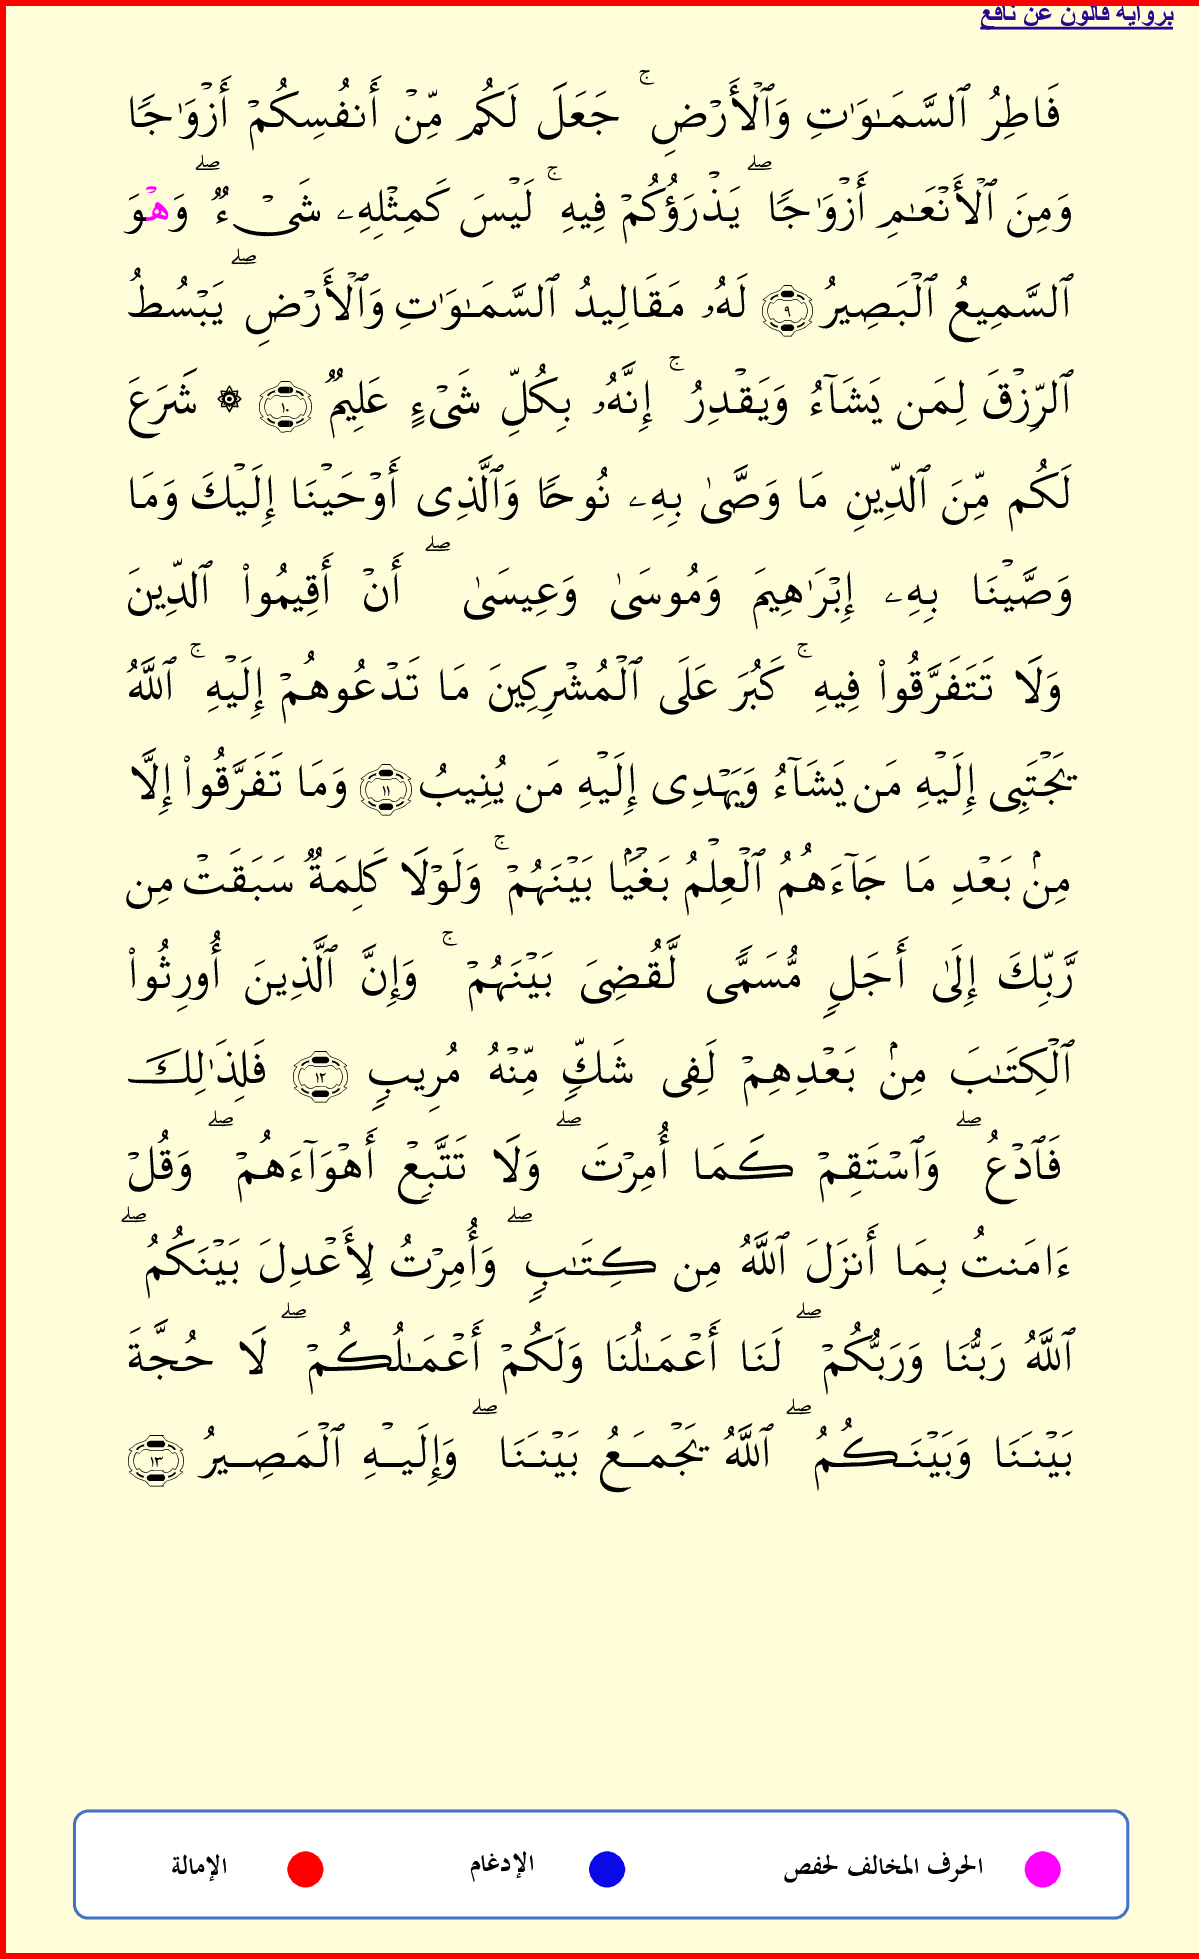 برواية قالون عن نافع
فَاطِرُ ٱلسَّمَٰوَٰتِ وَٱلْأَرْضِ ۚ جَعَلَ لَكُم مِّنْ أَنفُسِكُمْ أَزْوَٰجًا
وَمِنَ ٱلْأَنْعَٰمِ أَزْوَٰجًا ۖ يَذْرَؤُكُمْ فِيهِ ۚ لَيْسَ كَمِثْلِهِۦ شَىْءٌ ۖ وَهْوَ
ٱلسَّمِيعُ ٱلْبَصِيرُ ٩ لَهُۥ مَقَالِيدُ ٱلسَّمَٰوَٰتِ وَٱلْأَرْضِ ۖ يَبْسُطُ
ٱلرِّزْقَ لِمَن يَشَآءُ وَيَقْدِرُ ۚ إِنَّهُۥ بِكُلِّ شَىْءٍ عَلِيمٌ ١٠ ۞ شَرَعَ
لَكُم مِّنَ ٱلدِّينِ مَا وَصَّىٰ بِهِۦ نُوحًا وَٱلَّذِى أَوْحَيْنَا إِلَيْكَ وَمَا
وَصَّيْنَا بِهِۦ إِبْرَٰهِيمَ وَمُوسَىٰ وَعِيسَىٰ ۖ أَنْ أَقِيمُوا۟ ٱلدِّينَ
وَلَا تَتَفَرَّقُوا۟ فِيهِ ۚ كَبُرَ عَلَى ٱلْمُشْرِكِينَ مَا تَدْعُوهُمْ إِلَيْهِ ۚ ٱللَّهُ
يَجْتَبِى إِلَيْهِ مَن يَشَآءُ وَيَهْدِى إِلَيْهِ مَن يُنِيبُ ١١ وَمَا تَفَرَّقُوا۟ إِلَّا
مِنۢ بَعْدِ مَا جَآءَهُمُ ٱلْعِلْمُ بَغْيًۢا بَيْنَهُمْ ۚ وَلَوْلَا كَلِمَةٌ سَبَقَتْ مِن
رَّبِّكَ إِلَىٰ أَجَلٍ مُّسَمًّى لَّقُضِىَ بَيْنَهُمْ ۚ وَإِنَّ ٱلَّذِينَ أُورِثُوا۟
ٱلْكِتَٰبَ مِنۢ بَعْدِهِمْ لَفِى شَكٍّ مِّنْهُ مُرِيبٍ ١٢ فَلِذَٰلِكَ
فَٱدْعُ ۖ وَٱسْتَقِمْ كَمَا أُمِرْتَ ۖ وَلَا تَتَّبِعْ أَهْوَآءَهُمْ ۖ وَقُلْ
ءَامَنتُ بِمَا أَنزَلَ ٱللَّهُ مِن كِتَٰبٍ ۖ وَأُمِرْتُ لِأَعْدِلَ بَيْنَكُمُ ۖ
ٱللَّهُ رَبُّنَا وَرَبُّكُمْ ۖ لَنَا أَعْمَٰلُنَا وَلَكُمْ أَعْمَٰلُكُمْ ۖ لَا حُجَّةَ
بَيْنَنَا وَبَيْنَكُمُ ۖ ٱللَّهُ يَجْمَعُ بَيْنَنَا ۖ وَإِلَيْهِ ٱلْمَصِيرُ ١٣
الحرف المخالف لحفص الإدغام الإمالة